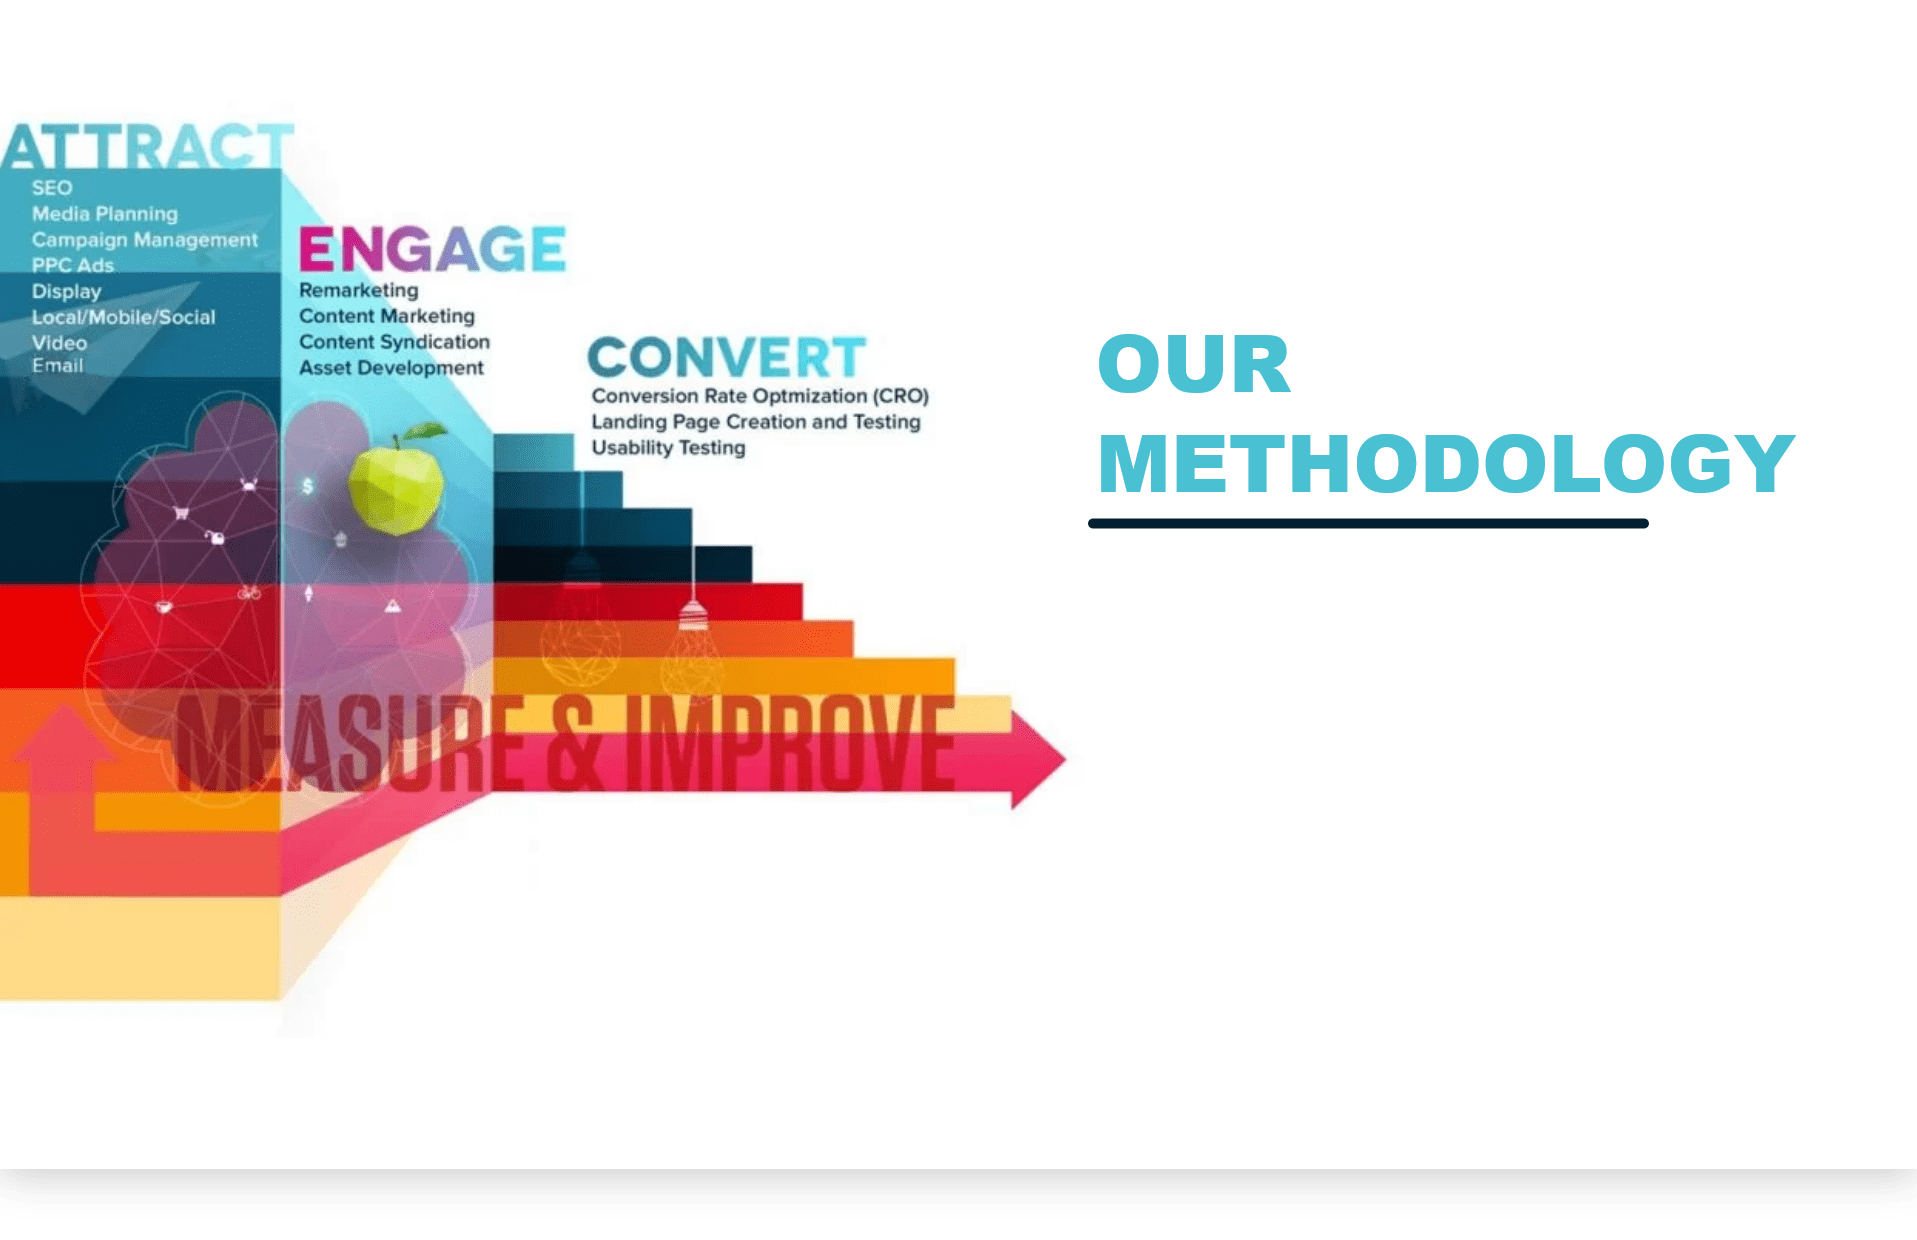 ATTRACT
SEO
Media Planning
Campaign Management
PPC Ads
Display
Local/Mobile/Social
Video
Email
ENGAGE
Remarketing
Content Marketing
Content Syndication
Asset Development
CONVERT
Conversion Rate Optmization (CRO)
Landing Page Creation and Testing
Usability Testing
$
MEASURE & IMPROVE
OUR
METHODOLOGY